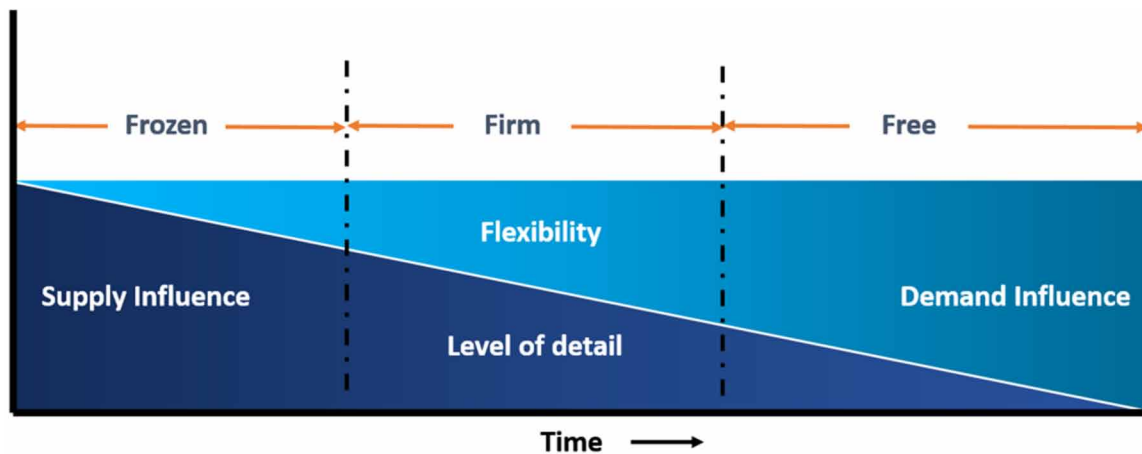 Frozen
Firm
Free
Flexibility
Supply Influence
Demand Influence
Level of detail
Time